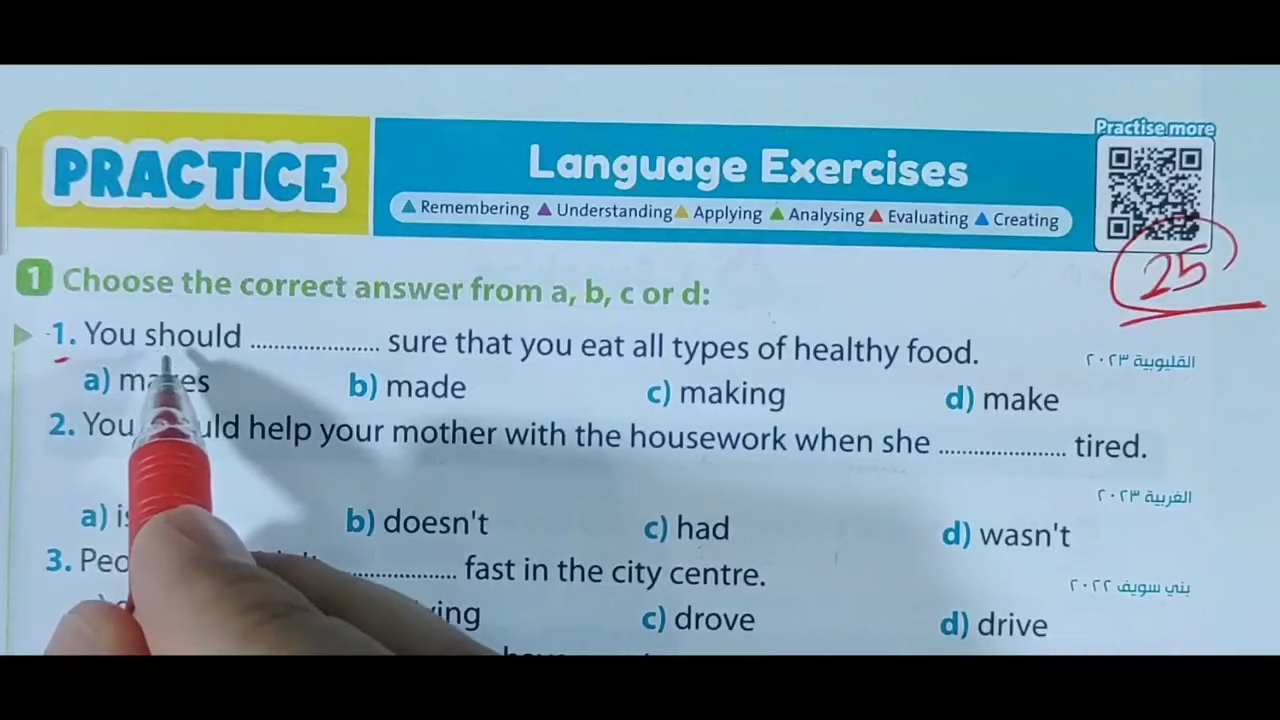 Practise more
PRACTICE
Language Exercises
Remembering Understanding Applying Analysing Evaluating Creating
25
1 Choose the correct answer from a, b, c or d:
1. You should ...................... sure that you eat all types of healthy food. القليوبية ٢٠٢٣
a) makes b) made c) making d) make
2. You should help your mother with the housework when she ...................... tired.
الغربية ٢٠٢٣
a) b) doesn't c) had d) wasn't
3. ...................... fast in the city centre. بني سويف ٢٠٢٢
c) drove d) drive